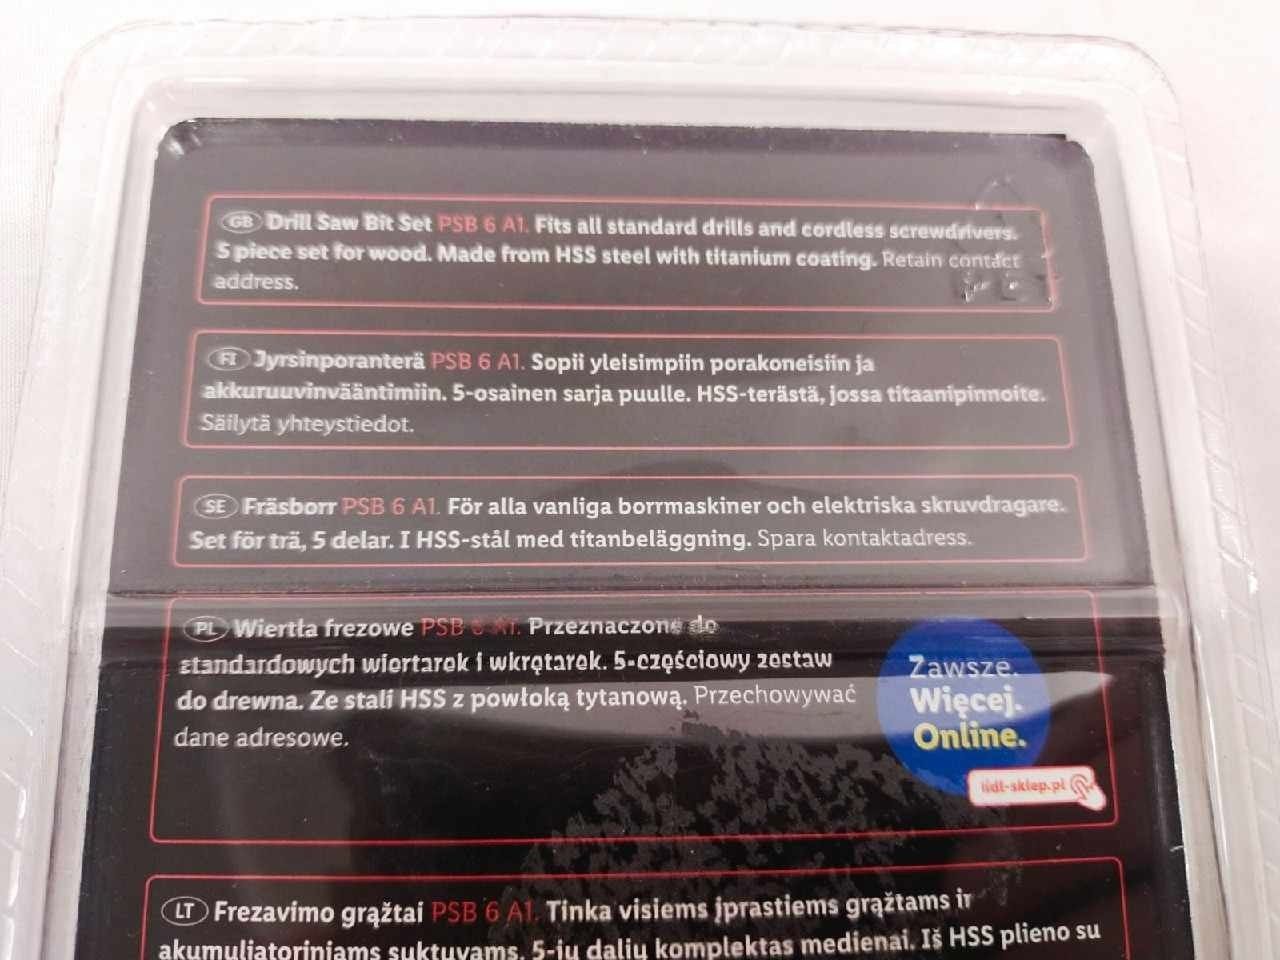 GB Drill Saw Bit Set PSB 6 A1. Fits all standard drills and cordless screwdrivers.
5 piece set for wood. Made from HSS steel with titanium coating. Retain contact
address.
FI Jyrsinporanterä PSB 6 A1. Sopii yleisimpiin porakoneisiin ja
akkuruuvinvääntimiin. 5-osainen sarja puulle. HSS-terästä, jossa titaanipinnoite.
Säilytä yhteystiedot.
SE Fräsborr PSB 6 A1. För alla vanliga borrmaskiner och elektriska skruvdragare.
Set för trä, 5 delar. I HSS-stål med titanbeläggning. Spara kontaktadress.
PL Wiertła frezowe PSB 6 A1. Przeznaczone do
standardowych wiertarek i wkrętarek. 5-częściowy zestaw
do drewna. Ze stali HSS z powłoką tytanową. Przechowywać
dane adresowe.
Zawsze.
Więcej.
Online.
lidl-sklep.pl
LT Frezavimo grąžtai PSB 6 A1. Tinka visiems įprastiems grąžtams ir
akumuliatoriniams suktuvams. 5-ių dalių komplektas medienai. Iš HSS plieno su